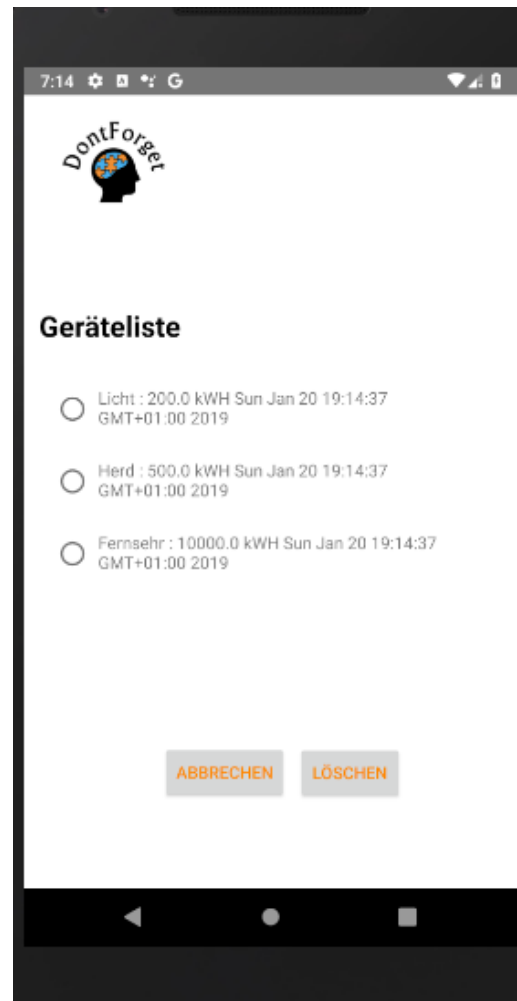 7:14
G
DontForget
Geräteliste
Licht : 200.0 kWH Sun Jan 20 19:14:37
GMT+01:00 2019
Herd : 500.0 kWH Sun Jan 20 19:14:37
GMT+01:00 2019
Fernsehr : 10000.0 kWH Sun Jan 20 19:14:37
GMT+01:00 2019
ABBRECHEN LÖSCHEN